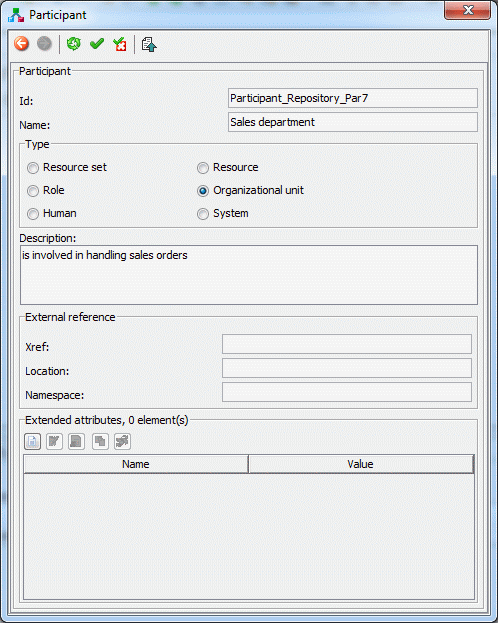 Participant
Participant
Id: Participant_Repository_Par7
Name: Sales department
Type
Resource set Resource
Role Organizational unit
Human System
Description:
is involved in handling sales orders
External reference
Xref:
Location:
Namespace:
Extended attributes, 0 element(s)
Name Value